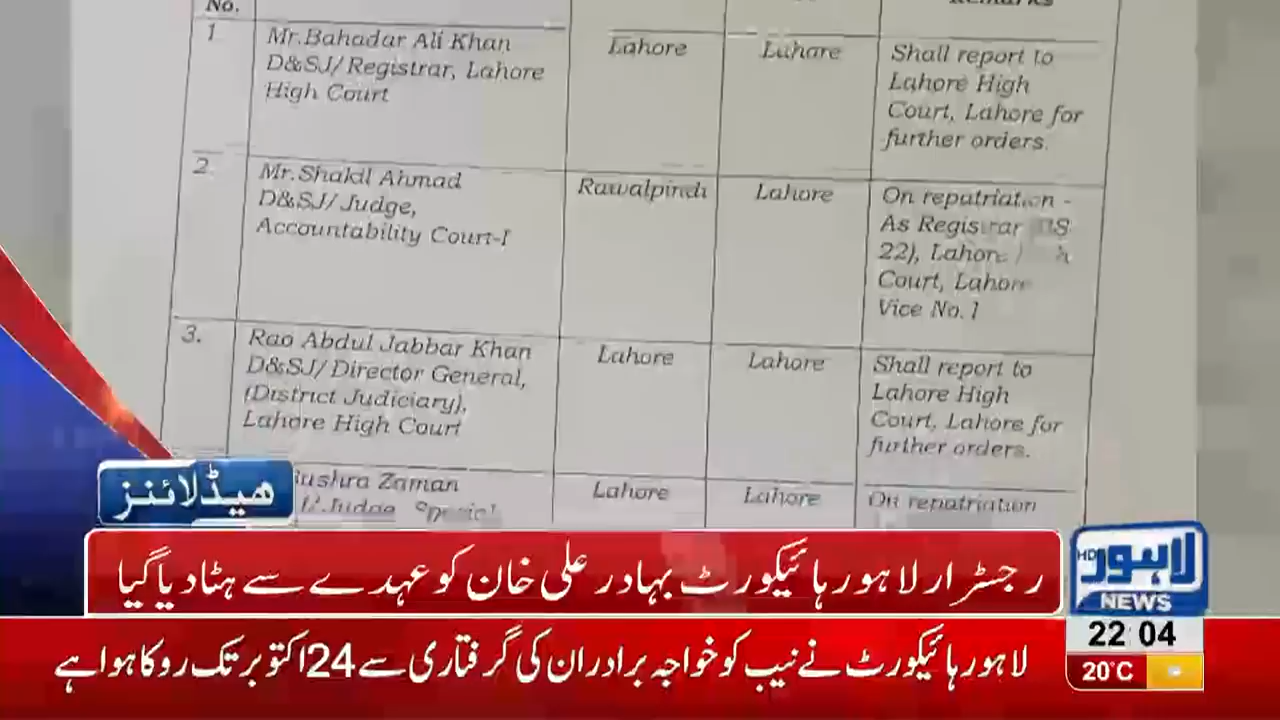 No.
Remarks
1. Mr.Bahadar Ali Khan Lahore Lahore Shall report to
D&SJ/Registrar, Lahore Lahore High
High Court Court, Lahore for
further orders.
2. Mr.Shakil Ahmad Rawalpindi Lahore On repatriation -
D&SJ/Judge, As Registrar
Accountability Court-I 22), Lahore
Court, Lahore
Vice No.1
3. Rao Abdul Jabbar Khan Lahore Lahore Shall report to
D&SJ/Director General, Lahore High
(District Judiciary), Court, Lahore for
Lahore High Court further orders.
Zaman Lahore Lahore On repatriation
ھیڈلائنز
رجسٹرار لاہور ہائیکورٹ بہادر علی خان کو عہدے سے ہٹا دیا گیا
لاہور ہائیکورٹ نے نیب کو خواجہ برادران کی گرفتاری سے 24 اکتوبر تک روکا ہوا ہے
لاہور
HD
NEWS
22 04
20°C